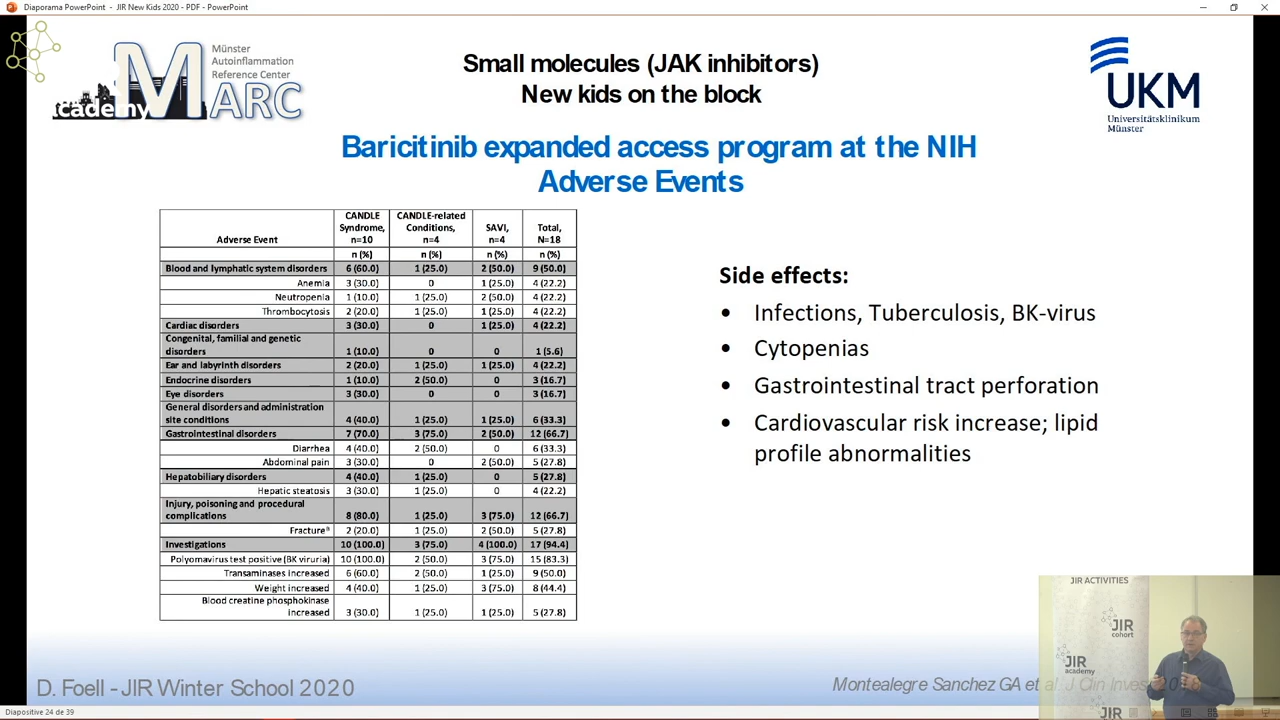 Diaporama PowerPoint - JIR New Kids 2020 - PDF - PowerPoint
academy
MARC
Münster
Autoinflammation
Reference Center
Small molecules (JAK inhibitors)
New kids on the block
UKM
Universitätsklinikum
Münster
Baricitinib expanded access program at the NIH
Adverse Events
Adverse Event CANDLE Syndrome, n=10 CANDLE-related Conditions, n=4 SAVI, n=4 Total, N=18
n (%) n (%) n (%) n (%)
Blood and lymphatic system disorders 6 (60.0) 1 (25.0) 2 (50.0) 9 (50.0)
Anemia 3 (30.0) 0 1 (25.0) 4 (22.2)
Neutropenia 1 (10.0) 1 (25.0) 2 (50.0) 4 (22.2)
Thrombocytosis 2 (20.0) 1 (25.0) 1 (25.0) 4 (22.2)
Cardiac disorders 3 (30.0) 0 1 (25.0) 4 (22.2)
Congenital, familial and genetic
disorders 1 (10.0) 0 0 1 (5.6)
Ear and labyrinth disorders 2 (20.0) 1 (25.0) 1 (25.0) 4 (22.2)
Endocrine disorders 1 (10.0) 2 (50.0) 0 3 (16.7)
Eye disorders 3 (30.0) 0 0 3 (16.7)
General disorders and administration
site conditions 4 (40.0) 1 (25.0) 1 (25.0) 6 (33.3)
Gastrointestinal disorders 7 (70.0) 3 (75.0) 2 (50.0) 12 (66.7)
Diarrhea 4 (40.0) 2 (50.0) 0 6 (33.3)
Abdominal pain 3 (30.0) 0 2 (50.0) 5 (27.8)
Hepatobiliary disorders 4 (40.0) 1 (25.0) 0 5 (27.8)
Hepatic steatosis 3 (30.0) 1 (25.0) 0 4 (22.2)
Injury, poisoning and procedural
complications 8 (80.0) 1 (25.0) 3 (75.0) 12 (66.7)
Fractureª 2 (20.0) 1 (25.0) 2 (50.0) 5 (27.8)
Investigations 10 (100.0) 3 (75.0) 4 (100.0) 17 (94.4)
Polyomavirus test positive (BK viruria) 10 (100.0) 2 (50.0) 3 (75.0) 15 (83.3)
Transaminases increased 6 (60.0) 2 (50.0) 1 (25.0) 9 (50.0)
Weight increased 4 (40.0) 1 (25.0) 3 (75.0) 8 (44.4)
Blood creatine phosphokinase
increased 3 (30.0) 1 (25.0) 1 (25.0) 5 (27.8)
Side effects:
• Infections, Tuberculosis, BK-virus
• Cytopenias
• Gastrointestinal tract perforation
• Cardiovascular risk increase; lipid
profile abnormalities
JIR ACTIVITIES
JIR
cohort
JIR
academy
JIR
D. Foell - JIR Winter School 2020
Montealegre Sanchez GA et al. J Clin Invest
Diapositive 24 de 39